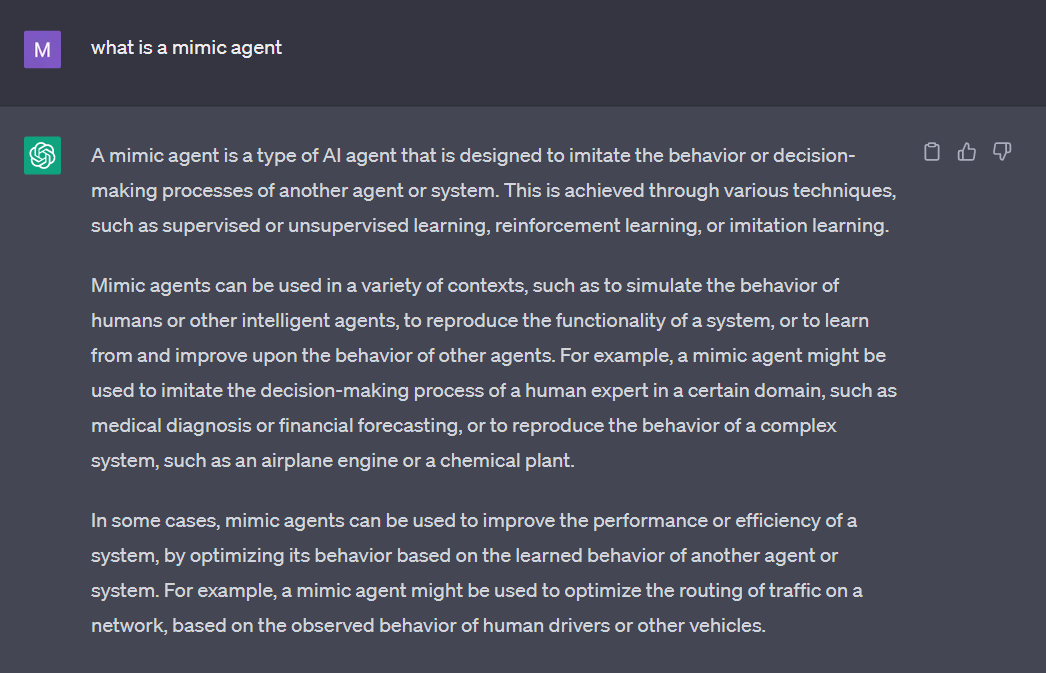 M
what is a mimic agent
A mimic agent is a type of AI agent that is designed to imitate the behavior or decision-
making processes of another agent or system. This is achieved through various techniques,
such as supervised or unsupervised learning, reinforcement learning, or imitation learning.
Mimic agents can be used in a variety of contexts, such as to simulate the behavior of
humans or other intelligent agents, to reproduce the functionality of a system, or to learn
from and improve upon the behavior of other agents. For example, a mimic agent might be
used to imitate the decision-making process of a human expert in a certain domain, such as
medical diagnosis or financial forecasting, or to reproduce the behavior of a complex
system, such as an airplane engine or a chemical plant.
In some cases, mimic agents can be used to improve the performance or efficiency of a
system, by optimizing its behavior based on the learned behavior of another agent or
system. For example, a mimic agent might be used to optimize the routing of traffic on a
network, based on the observed behavior of human drivers or other vehicles.